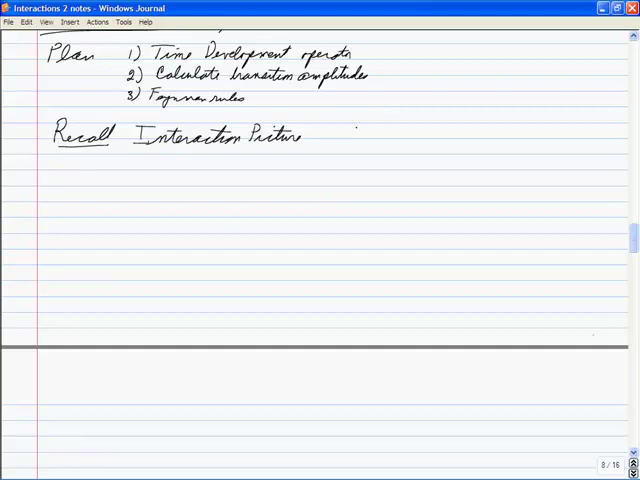 Interactions 2 notes - Windows Journal
File Edit View Insert Actions Tools Help
Plan 1) Time Development operator
2) Calculate transition amplitudes
3) Feynman rules
Recall Interaction Picture
8 / 16